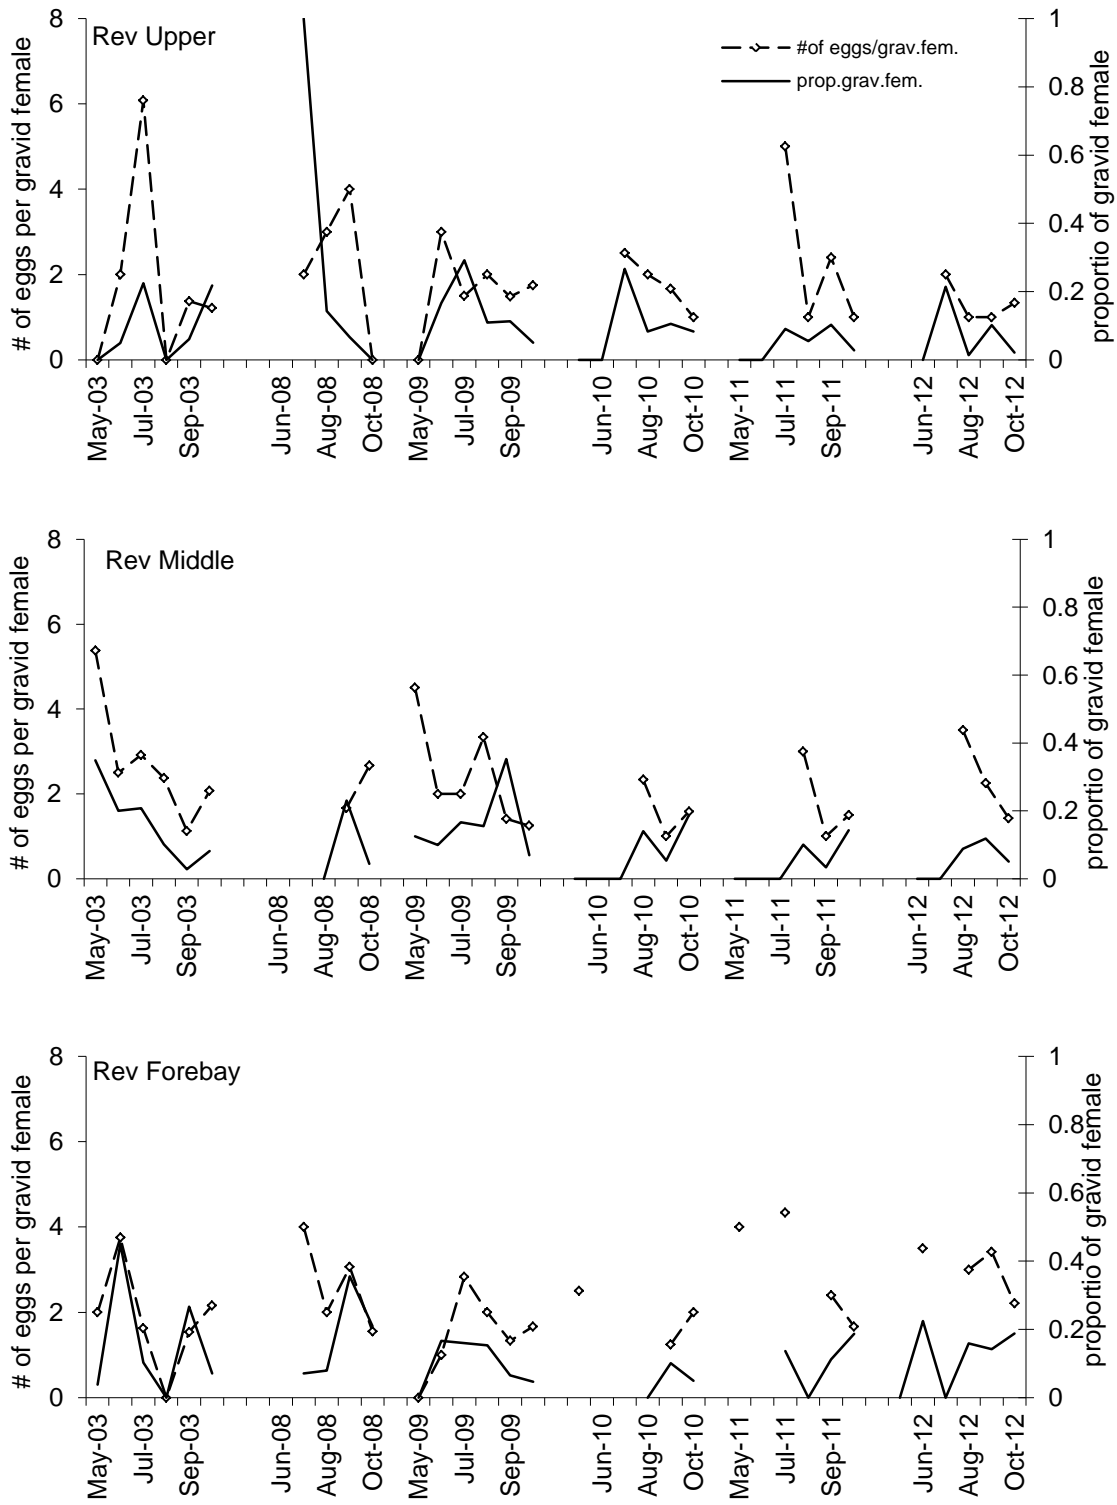 Rev Upper
#of eggs/grav.fem.
prop.grav.fem.
# of eggs per gravid female
8
6
4
2
0
1
0.8
0.6
0.4
0.2
0
proportio of gravid female
May-03
Jul-03
Sep-03
Jun-08
Aug-08
Oct-08
May-09
Jul-09
Sep-09
Jun-10
Aug-10
Oct-10
May-11
Jul-11
Sep-11
Jun-12
Aug-12
Oct-12
Rev Middle
# of eggs per gravid female
8
6
4
2
0
1
0.8
0.6
0.4
0.2
0
proportio of gravid female
May-03
Jul-03
Sep-03
Jun-08
Aug-08
Oct-08
May-09
Jul-09
Sep-09
Jun-10
Aug-10
Oct-10
May-11
Jul-11
Sep-11
Jun-12
Aug-12
Oct-12
Rev Forebay
# of eggs per gravid female
8
6
4
2
0
1
0.8
0.6
0.4
0.2
0
proportio of gravid female
May-03
Jul-03
Sep-03
Jun-08
Aug-08
Oct-08
May-09
Jul-09
Sep-09
Jun-10
Aug-10
Oct-10
May-11
Jul-11
Sep-11
Jun-12
Aug-12
Oct-12